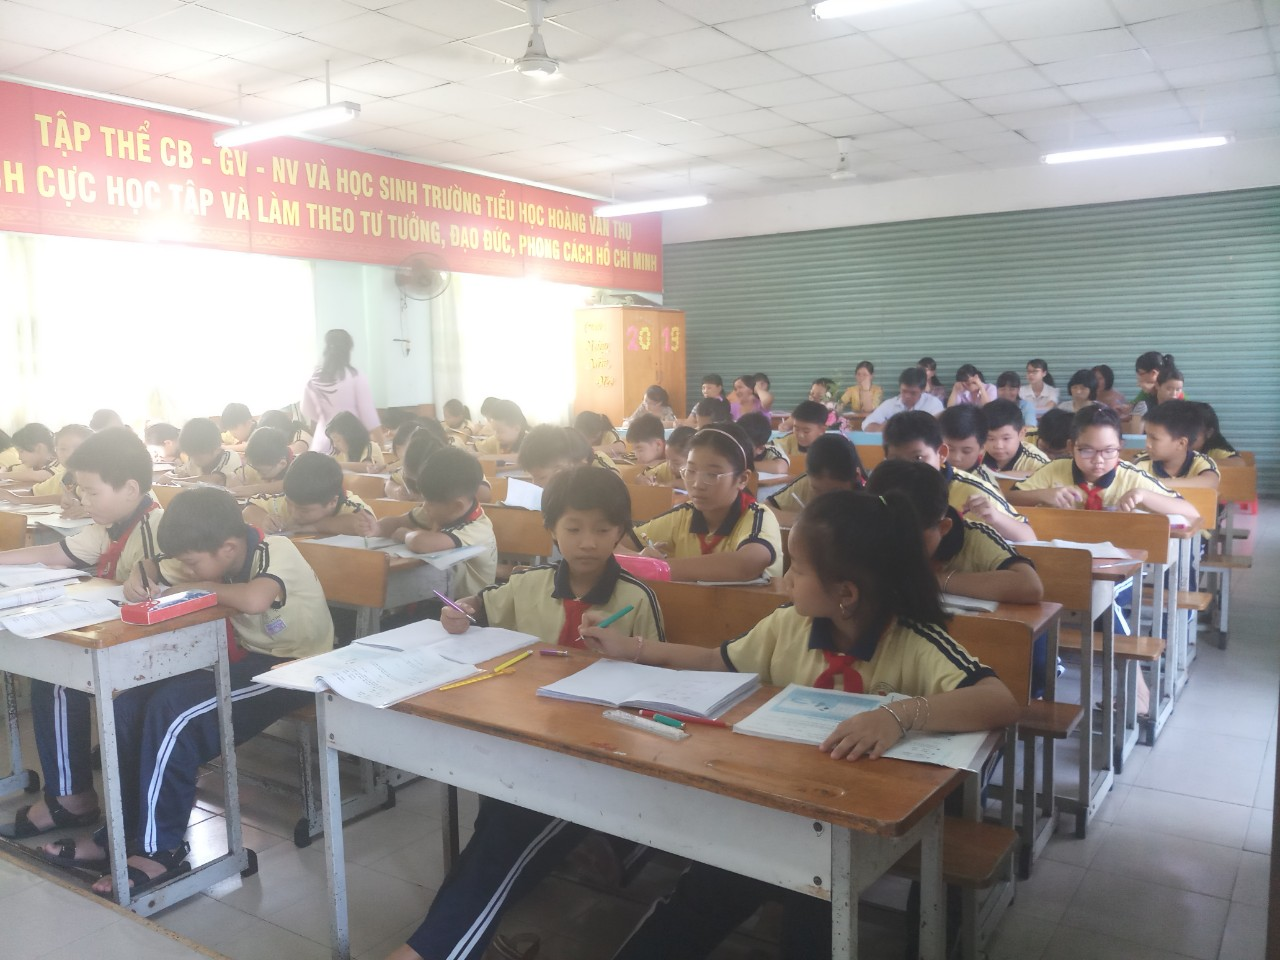 TẬP THỂ CB - GV - NV VÀ HỌC SINH TRƯỜNG TIỂU HỌC HOÀNG VĂN THỤ
CỰC HỌC TẬP VÀ LÀM THEO TƯ TƯỞNG, ĐẠO ĐỨC, PHONG CÁCH HỒ CHÍ MINH
2019